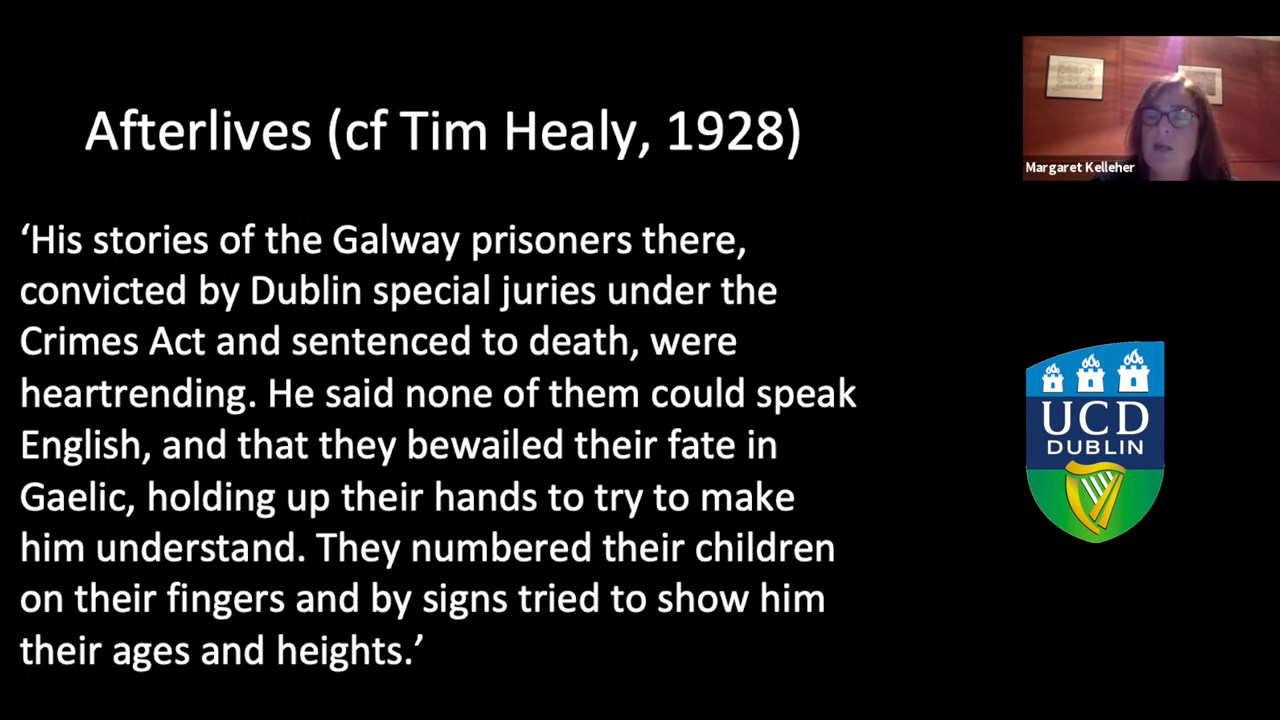 Afterlives (cf Tim Healy, 1928)
‘His stories of the Galway prisoners there,
convicted by Dublin special juries under the
Crimes Act and sentenced to death, were
heartrending. He said none of them could speak
English, and that they bewailed their fate in
Gaelic, holding up their hands to try to make
him understand. They numbered their children
on their fingers and by signs tried to show him
their ages and heights.’
Margaret Kelleher
UCD
DUBLIN